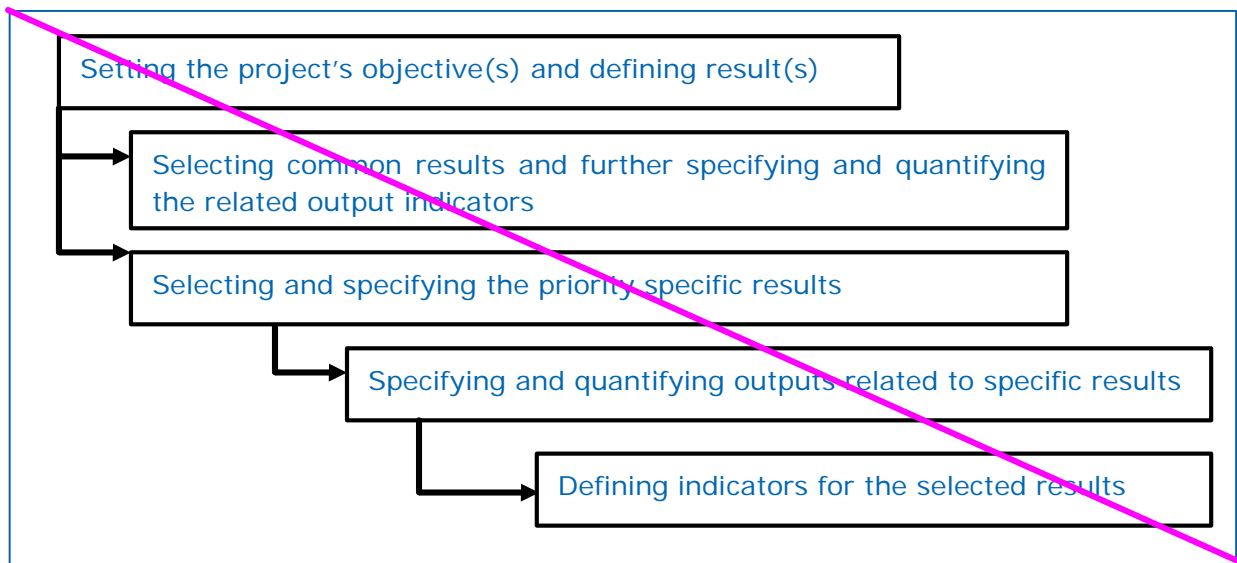 Setting the project's objective(s) and defining result(s)
Selecting common results and further specifying and quantifying
the related output indicators
Selecting and specifying the priority specific results
Specifying and quantifying outputs related to specific results
Defining indicators for the selected results